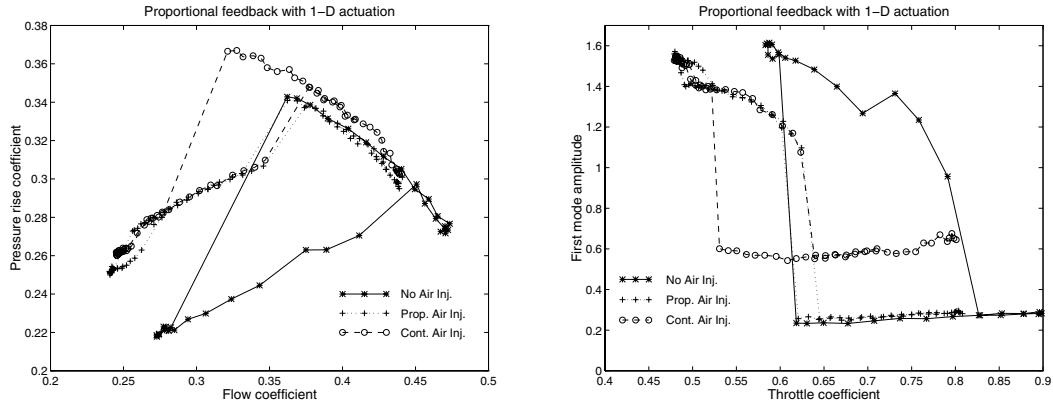 Proportional feedback with 1−D actuation
0.38
0.36
0.34
0.32
0.3
0.28
0.26
0.24
0.22
0.2
Pressure rise coefficient
No Air Inj.
Prop. Air Inj.
Cont. Air Inj.
0.2 0.25 0.3 0.35 0.4 0.45 0.5
Flow coefficient
Proportional feedback with 1−D actuation
1.6
1.4
1.2
1
0.8
0.6
0.4
0.2
0
First mode amplitude
No Air Inj.
Prop. Air Inj.
Cont. Air Inj.
0.4 0.45 0.5 0.55 0.6 0.65 0.7 0.75 0.8 0.85 0.9
Throttle coefficient